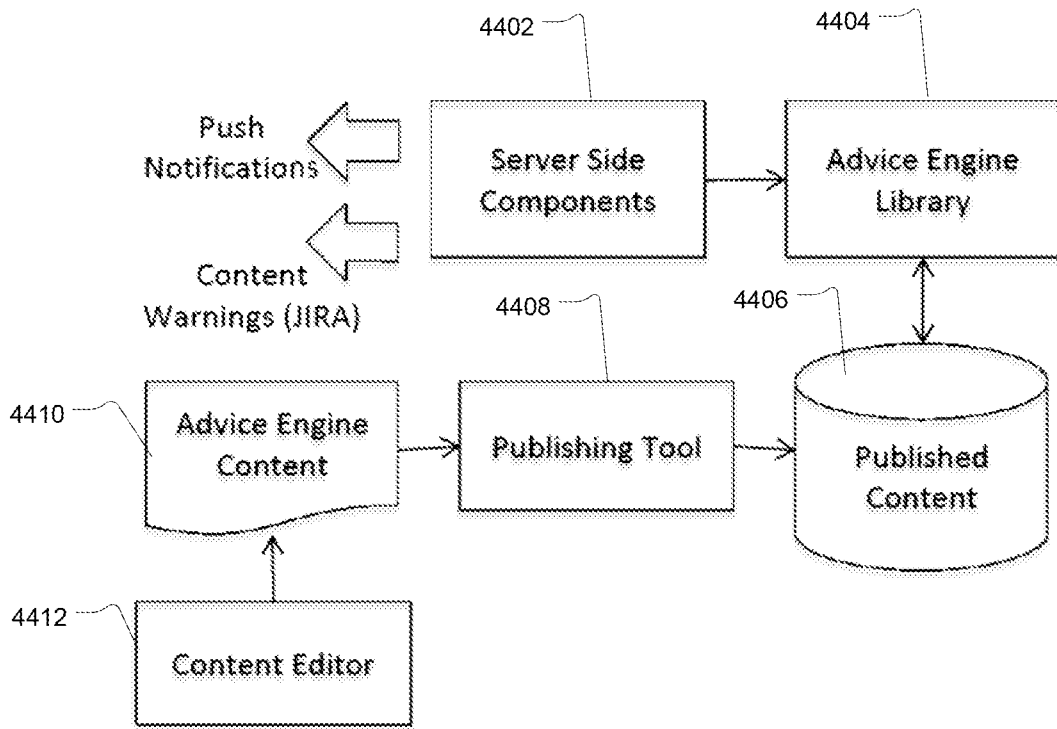 4402
4404
Push
Notifications
Server Side
Components
Advice Engine
Library
Content
Warnings (JIRA)
4408
4406
4410
Advice Engine
Content
Publishing Tool
Published
Content
4412
Content Editor